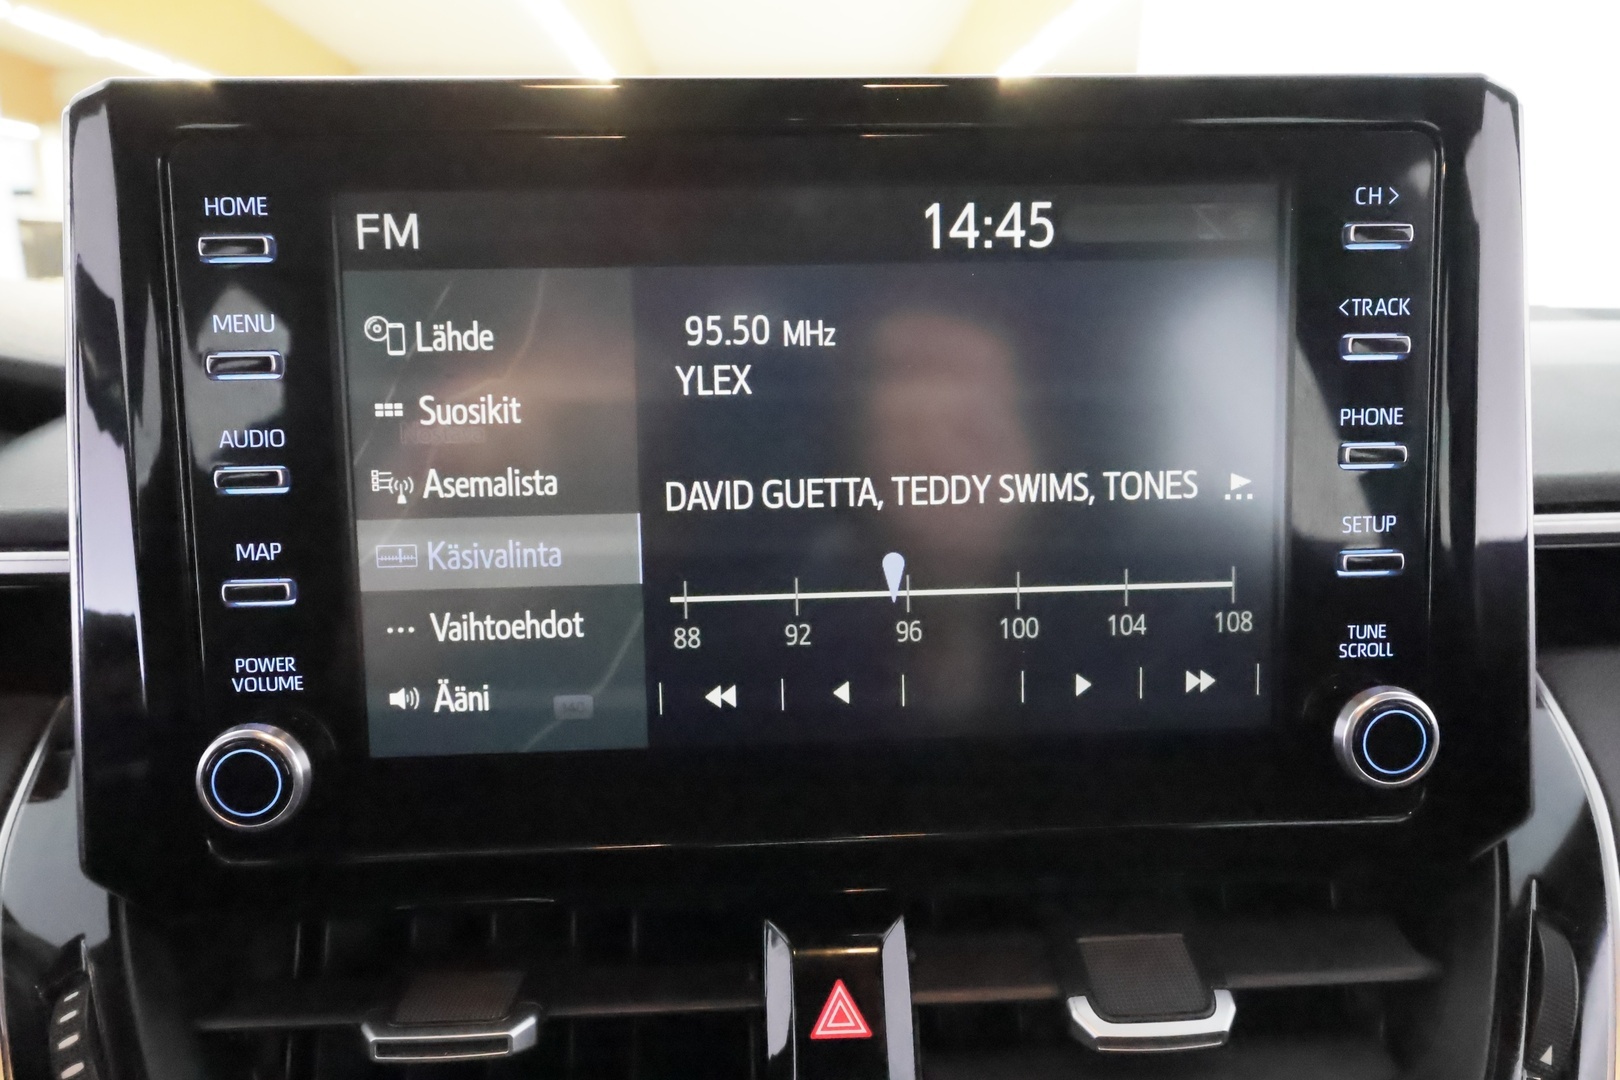 HOME
MENU
AUDIO
MAP
POWER
VOLUME
FM
14:45
Lähde
Suosikit
Asemalista
Käsivalinta
Vaihtoehdot
Ääni
95.50 MHz
YLEX
DAVID GUETTA, TEDDY SWIMS, TONES
88 92 96 100 104 108
CH >
< TRACK
PHONE
SETUP
TUNE
SCROLL